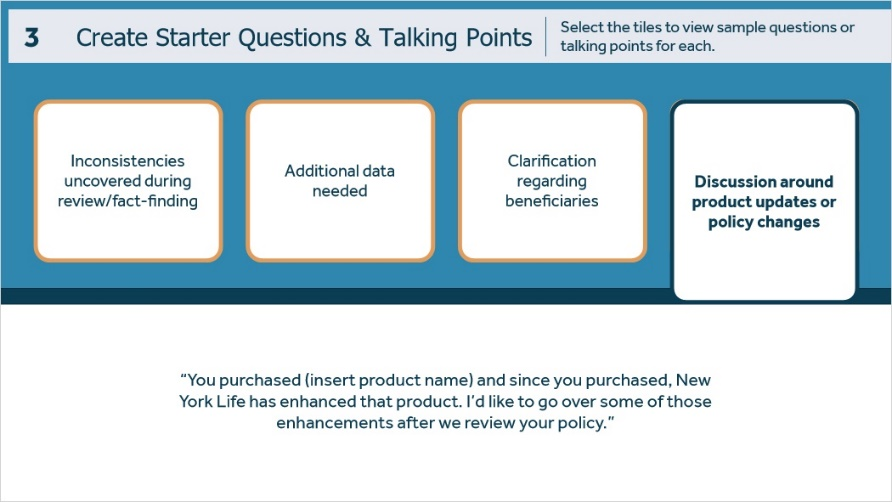 3 Create Starter Questions & Talking Points
Select the tiles to view sample questions or
talking points for each.
Inconsistencies
uncovered during
review/fact-finding
Additional data
needed
Clarification
regarding
beneficiaries
Discussion around
product updates or
policy changes
“You purchased (insert product name) and since you purchased, New
York Life has enhanced that product. I’d like to go over some of those
enhancements after we review your policy.”